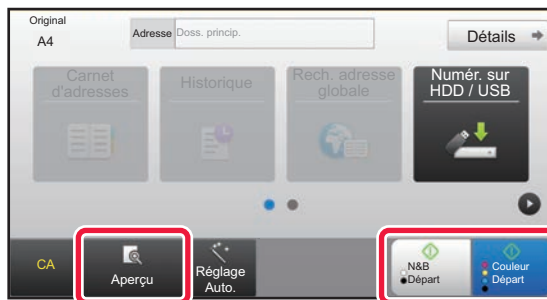 Original
A4
Adresse Doss. princip.
Détails
Carnet
d'adresses
Historique
Rech. adresse
globale
Numér. sur
HDD / USB
CA
Aperçu
Réglage
Auto.
N&B
Départ
Couleur
Départ